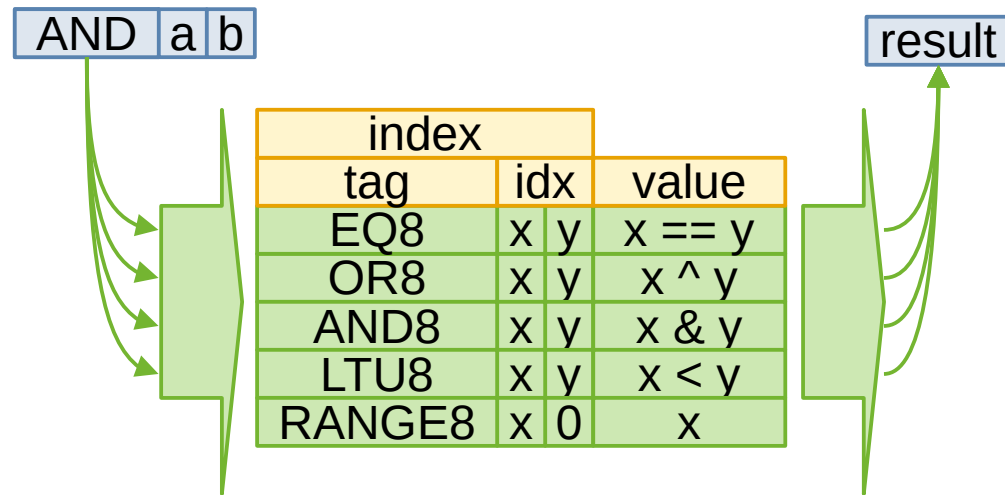 AND a b
result
index
tag idx value
EQ8 x y x == y
OR8 x y x ^ y
AND8 x y x & y
LTU8 x y x < y
RANGE8 x 0 x